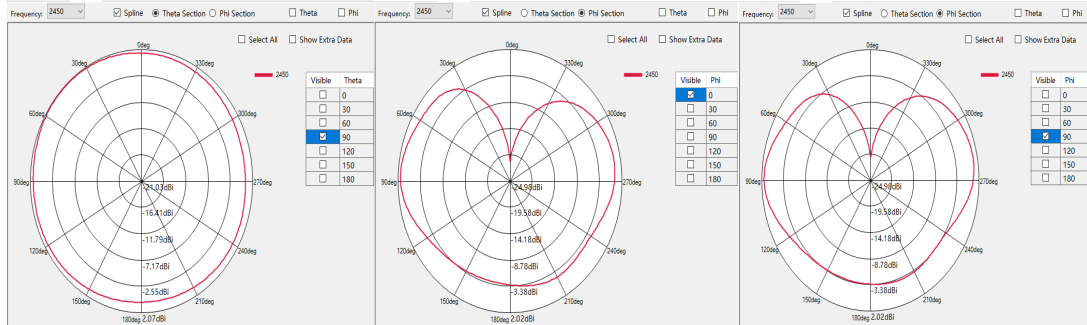 Frequency: 2450 Spline Theta Section Phi Section Theta Phi
Select All Show Extra Data
0deg
30deg 330deg
2450
Visible Theta
0
30
60
90
120
150
180
60deg 300deg
90deg 270deg
-21.03dBi
-16.41dBi
-11.79dBi
-7.17dBi
-2.55dBi
120deg 240deg
150deg 210deg
180deg 2.07dBi
Frequency: 2450 Spline Theta Section Phi Section Theta Phi
Select All Show Extra Data
0deg
30deg 330deg
2450
Visible Phi
0
30
60
90
120
150
180
60deg 300deg
90deg 270deg
-24.98dBi
-19.58dBi
-14.18dBi
-8.78dBi
-3.38dBi
120deg 240deg
150deg 210deg
180deg 2.02dBi
Frequency: 2450 Spline Theta Section Phi Section Theta Phi
Select All Show Extra Data
0deg
30deg 330deg
2450
Visible Phi
0
30
60
90
120
150
180
60deg 300deg
90deg 270deg
-24.98dBi
-19.58dBi
-14.18dBi
-8.78dBi
-3.38dBi
120deg 240deg
150deg 210deg
180deg 2.02dBi